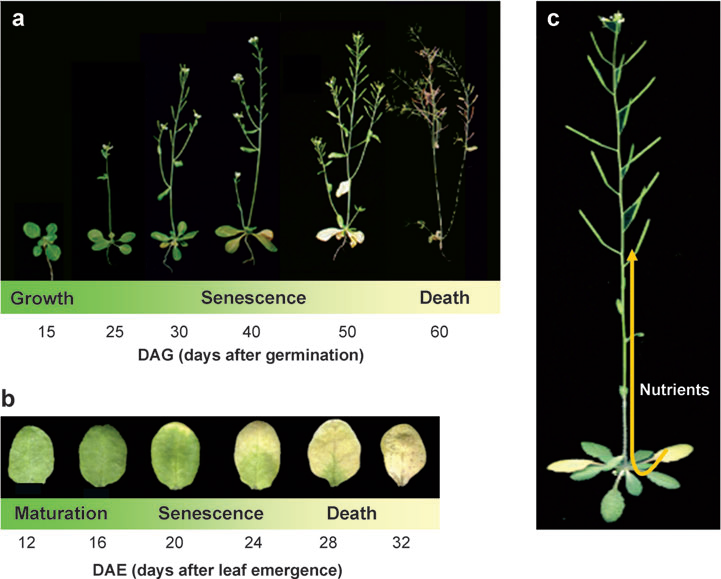 a
Growth Senescence Death
15 25 30 40 50 60
DAG (days after germination)
b
Maturation Senescence Death
12 16 20 24 28 32
DAE (days after leaf emergence)
c
Nutrients